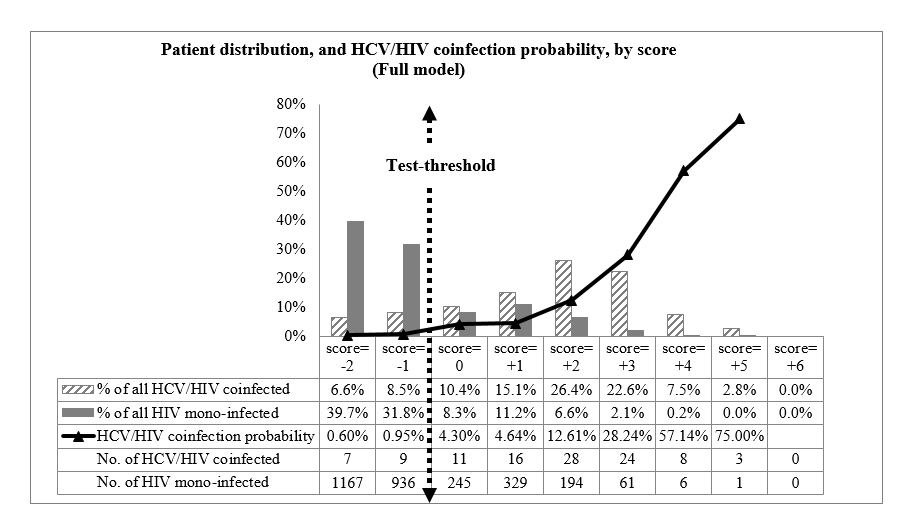 Patient distribution, and HCV/HIV coinfection probability, by score
(Full model)
80%
70%
60%
50%
40%
30%
20%
10%
0%
Test-threshold
score= score= score= score= score= score= score= score= score=
-2 -1 0 +1 +2 +3 +4 +5 +6
% of all HCV/HIV coinfected 6.6% 8.5% 10.4% 15.1% 26.4% 22.6% 7.5% 2.8% 0.0%
% of all HIV mono-infected 39.7% 31.8% 8.3% 11.2% 6.6% 2.1% 0.2% 0.0% 0.0%
HCV/HIV coinfection probability 0.60% 0.95% 4.30% 4.64% 12.61% 28.24% 57.14% 75.00%
No. of HCV/HIV coinfected 7 9 11 16 28 24 8 3 0
No. of HIV mono-infected 1167 936 245 329 194 61 6 1 0